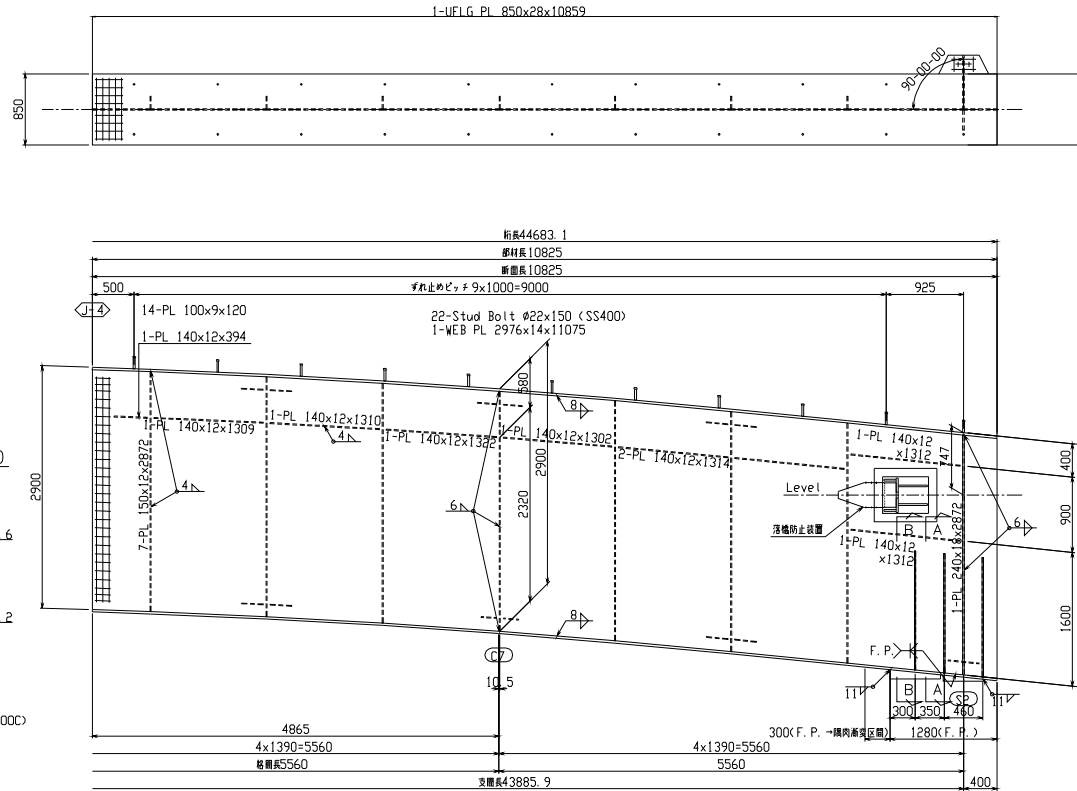 1-UFLG PL 850x28x10859
850
90-00-00
桁長44683.1
部材長10825
断面長10825
500
ずれ止めピッチ 9x1000=9000
925
J-4
14-PL 100x9x120
22-Stud Bolt Ø22x150 (SS400)
1-WEB PL 2976x14x11075
1-PL 140x12x394
580
8
1-PL 140x12x1309
1-PL 140x12x1310
4
1-PL 140x12x1322
1-PL 140x12x1302
2-PL 140x12x1314
1-PL 140x12
x1312
747
400
2900
7-PL 150x12x2872
4
6
2320
2900
Level
落橋防止装置
B
A
1-PL 140x12
x1312
1-PL 240x18x2872
6
900
1600
6
2
8
F.P.
C7
10.5
11
B
A
S2
11
300
350
460
00C)
4865
300(F.P.→隅肉漸変区間)
1280(F.P.)
4x1390=5560
4x1390=5560
格間長5560
5560
支間長43885.9
400